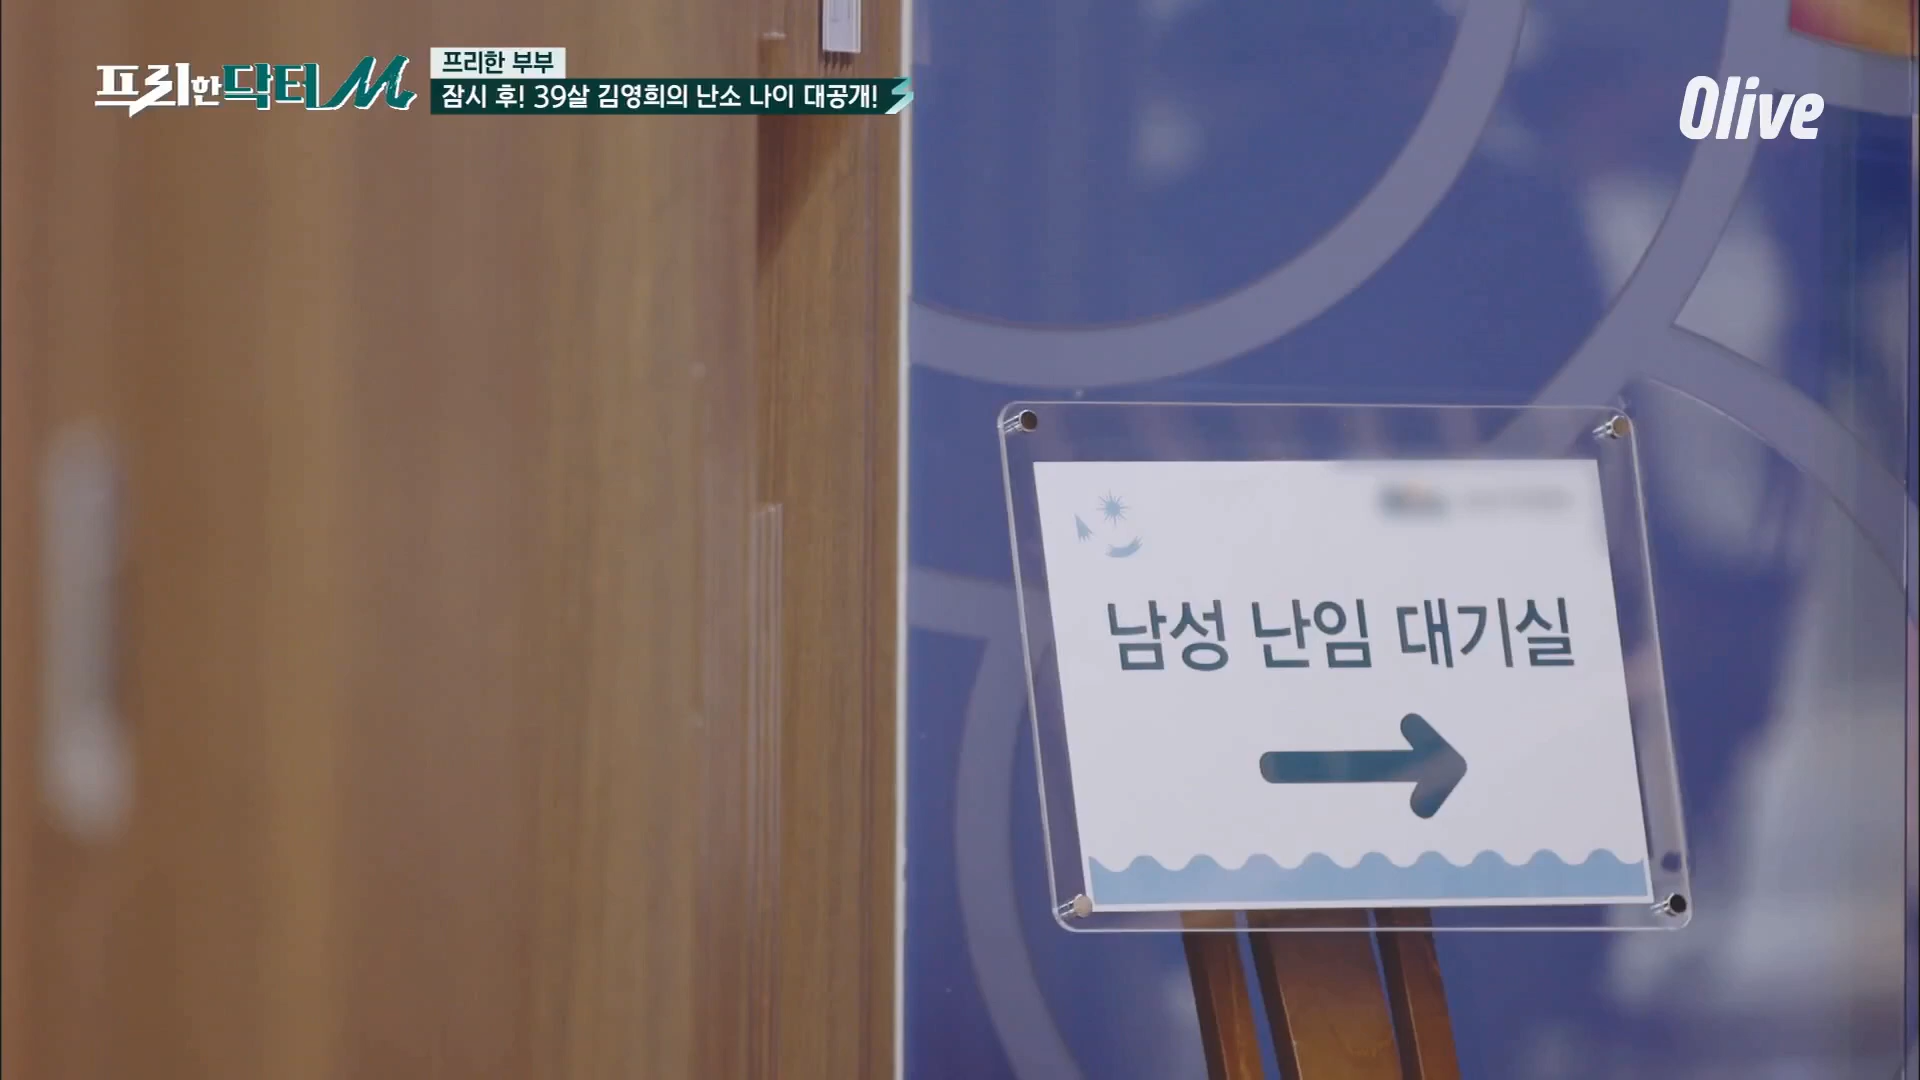 프리한 닥터 M
프리한 부부
잠시 후! 39살 김영희의 난소 나이 대공개!
Olive
남성 난임 대기실